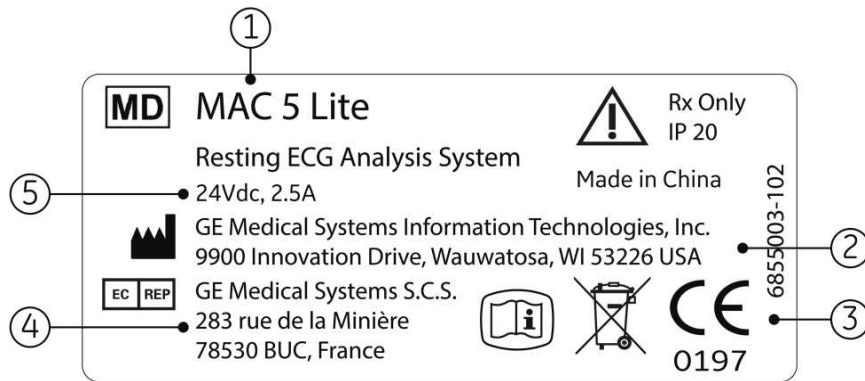 1
MD
MAC 5 Lite
Rx Only
IP 20
Resting ECG Analysis System
Made in China
5
24Vdc, 2.5A
GE Medical Systems Information Technologies, Inc.
9900 Innovation Drive, Wauwatosa, WI 53226 USA
6855003-102
2
EC REP
GE Medical Systems S.C.S.
4
283 rue de la Minière
78530 BUC, France
i
CE
0197
3